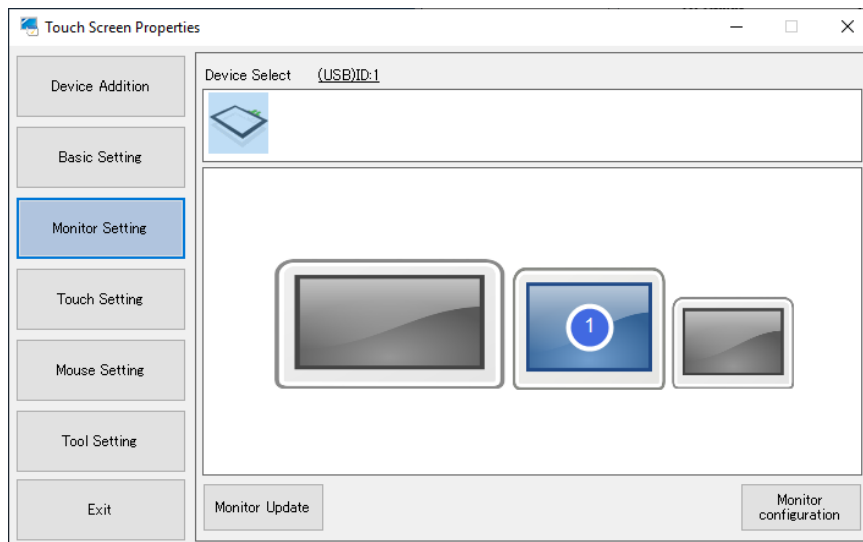 Touch Screen Properties
Device Addition
Basic Setting
Monitor Setting
Touch Setting
Mouse Setting
Tool Setting
Exit
Device Select (USB)ID:1
1
Monitor Update
Monitor
configuration